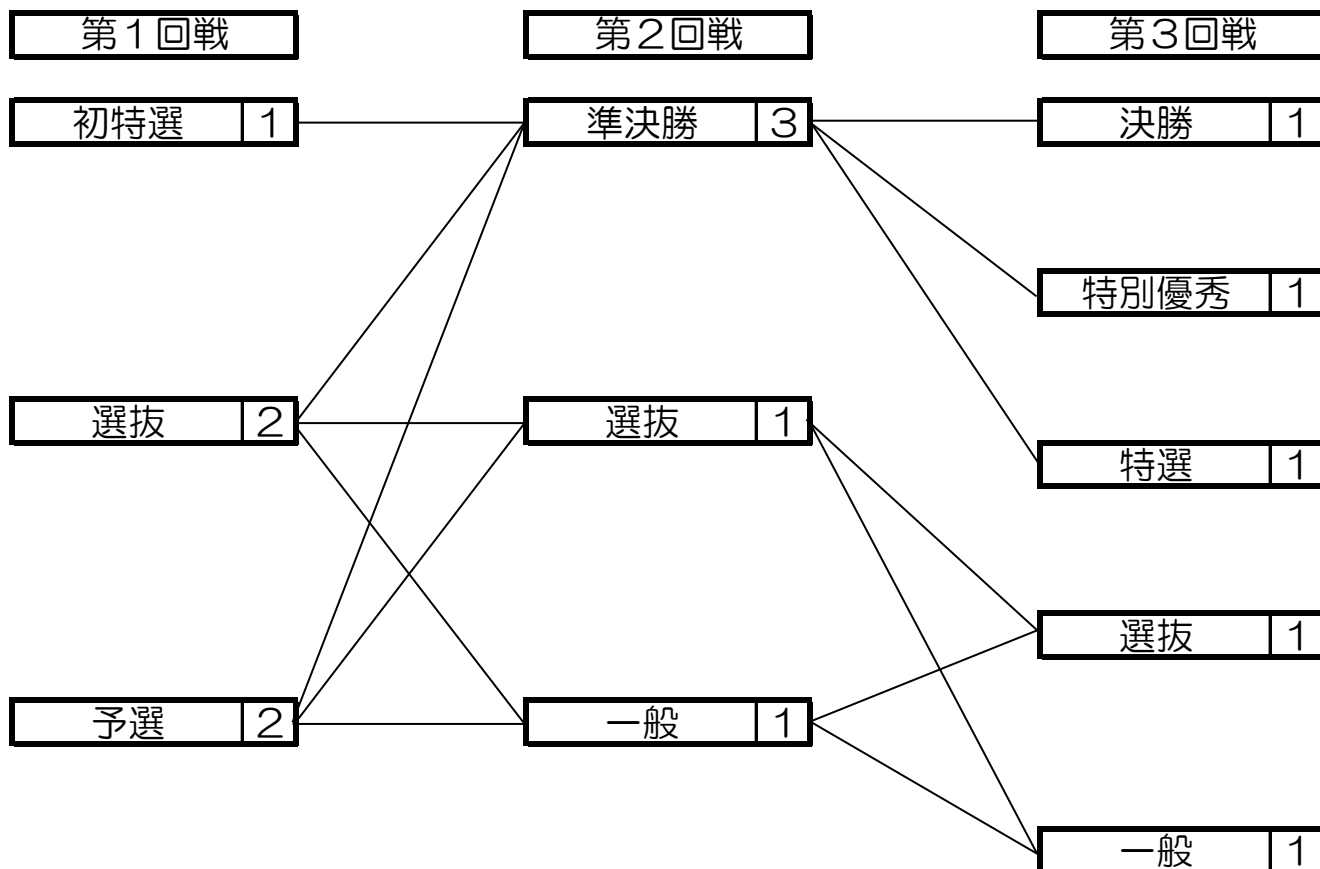 第１回戦 第２回戦 第３回戦
初特選 1 準決勝 3 決勝 1
特別優秀 1
選抜 2 選抜 1
特選 1
選抜 1
予選 2 一般 1
一般 1